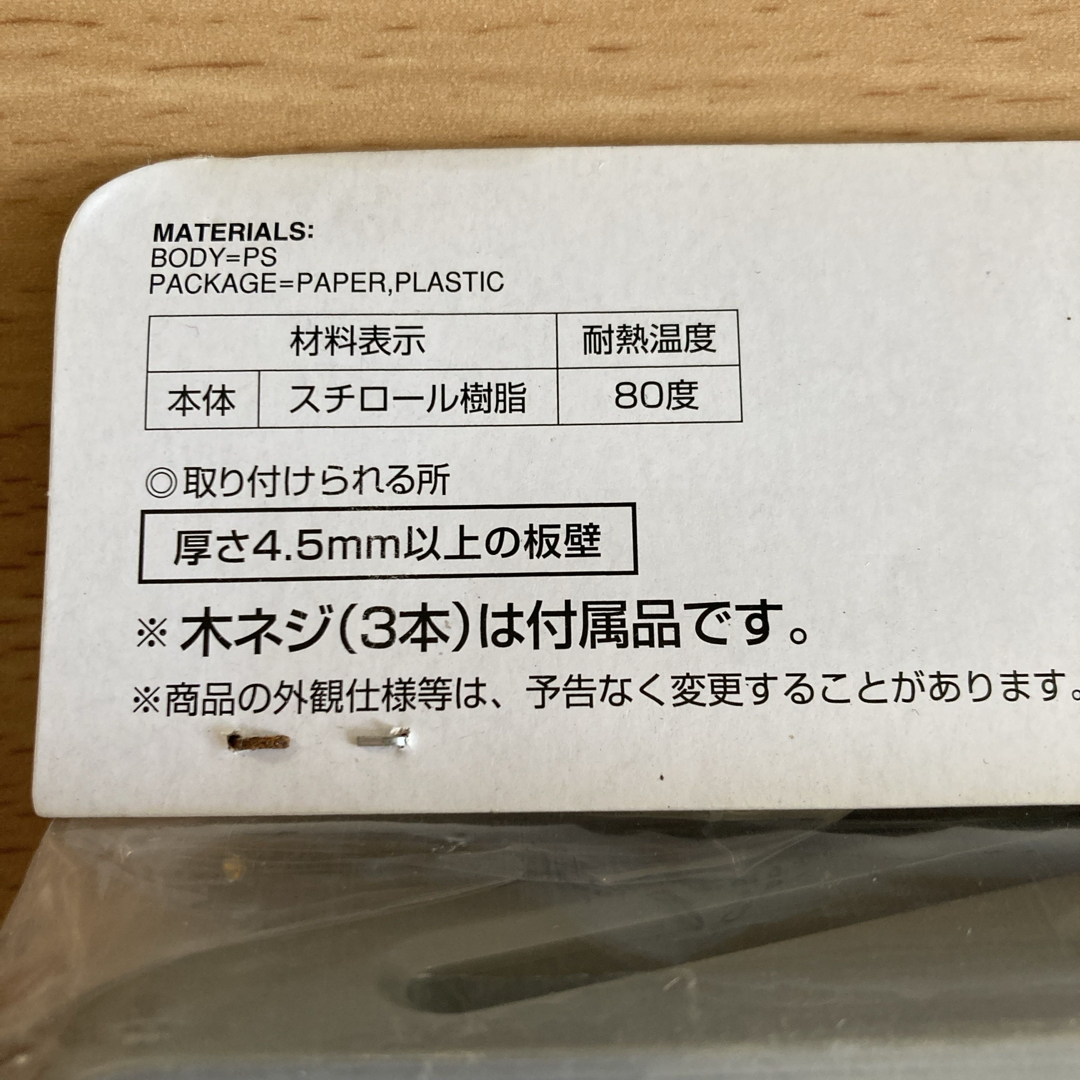 MATERIALS:
BODY=PS
PACKAGE=PAPER,PLASTIC
材料表示 耐熱温度
本体 スチロール樹脂 80度
◎取り付けられる所
厚さ4.5mm以上の板壁
※木ネジ(3本)は付属品です。
※商品の外観仕様等は、予告なく変更することがあります。